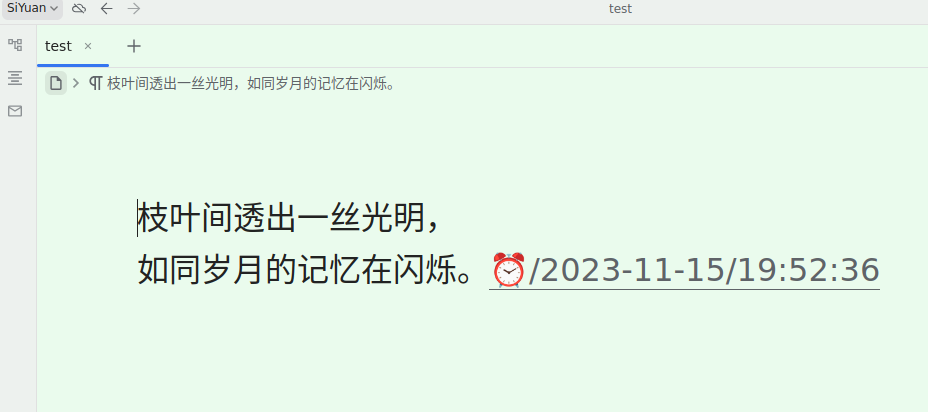 SiYuan
test
test
枝叶间透出一丝光明，如同岁月的记忆在闪烁。
枝叶间透出一丝光明，
如同岁月的记忆在闪烁。⏰/2023-11-15/19:52:36